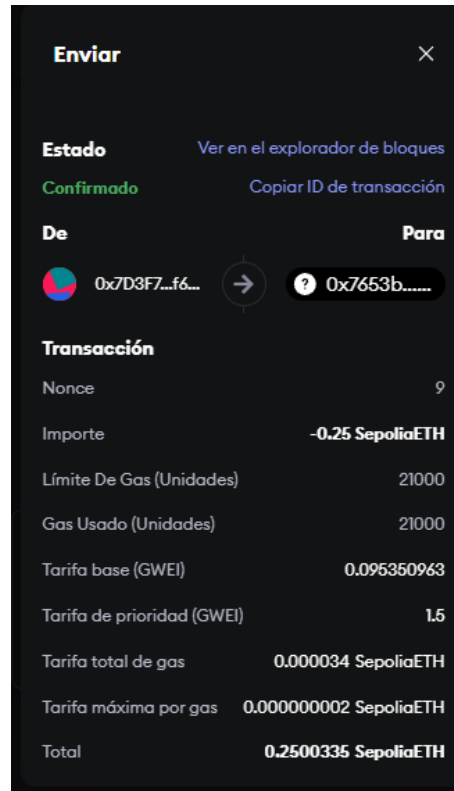 Enviar
Estado Ver en el explorador de bloques
Confirmado Copiar ID de transacción
De Para
0x7D3F7...f6... ? 0x7653b......
Transacción
Nonce 9
Importe -0.25 SepoliaETH
Límite De Gas (Unidades) 21000
Gas Usado (Unidades) 21000
Tarifa base (GWEI) 0.095350963
Tarifa de prioridad (GWEI) 1.5
Tarifa total de gas 0.000034 SepoliaETH
Tarifa máxima por gas 0.000000002 SepoliaETH
Total 0.2500335 SepoliaETH